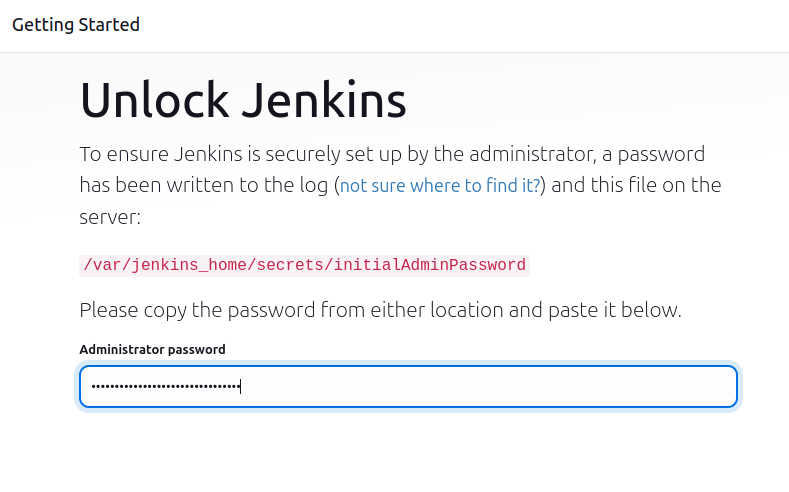 Getting Started
Unlock Jenkins
To ensure Jenkins is securely set up by the administrator, a password
has been written to the log (not sure where to find it?) and this file on the
server:
/var/jenkins_home/secrets/initialAdminPassword
Please copy the password from either location and paste it below.
Administrator password
••••••••••••••••••••••••••••••••